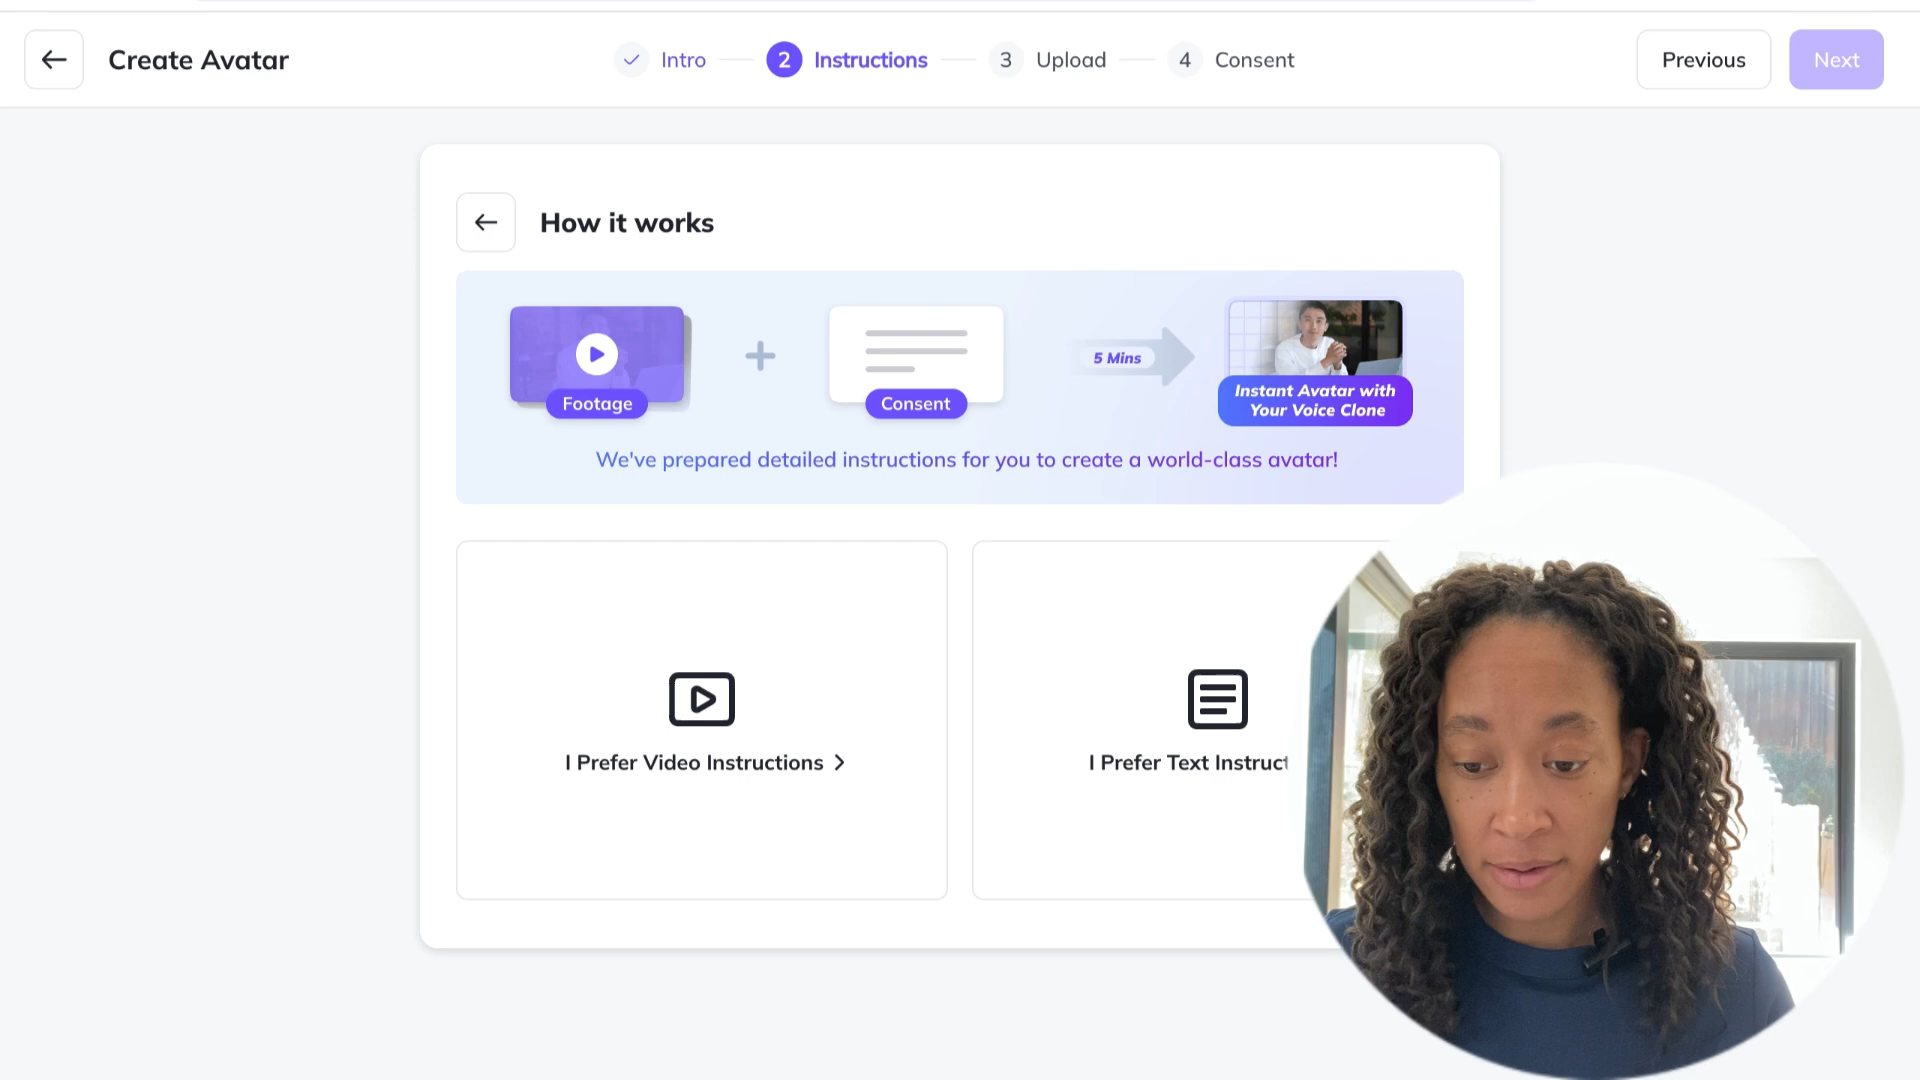 Create Avatar
Intro
2 Instructions
3 Upload
4 Consent
Previous
Next
How it works
Footage
Consent
5 Mins
Instant Avatar with
Your Voice Clone
We've prepared detailed instructions for you to create a world-class avatar!
I Prefer Video Instructions
I Prefer Text